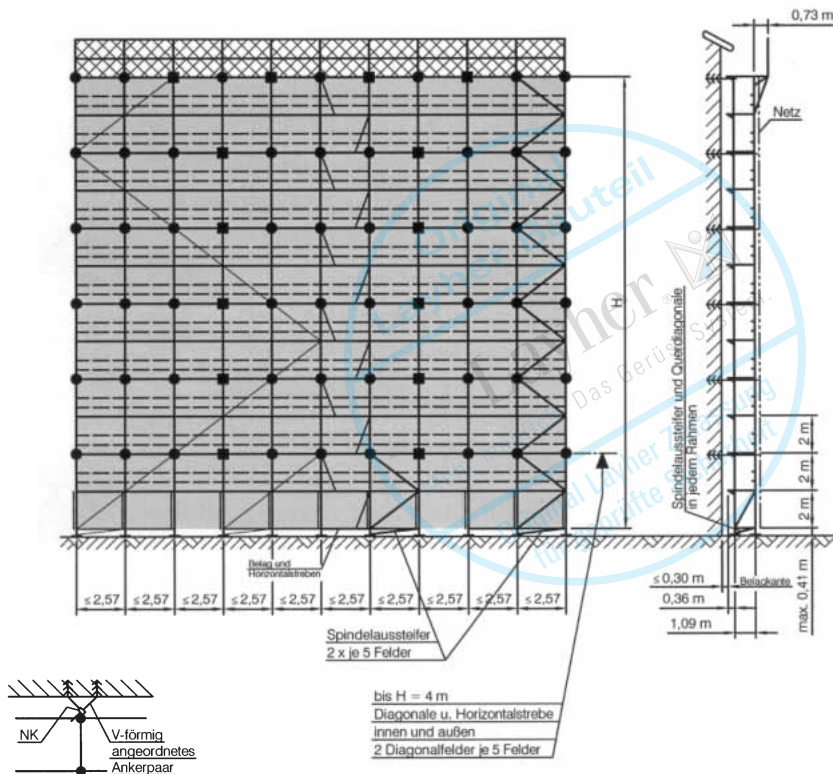 0,73 m
Netz
H
Original
Layher Bauteil
Layher
Das Gerüst System.
Original Layher Zulassung
für geprüfte Sicherheit
Spindelaussteifer und Querdiagonale
in jedem Rahmen
2 m
2 m
2 m
max. 0,41 m
Belag und
Horizontalstreben
≤ 0,30 m
Belagkante
0,36 m
1,09 m
≤ 2,57 ≤ 2,57 ≤ 2,57 ≤ 2,57 ≤ 2,57 ≤ 2,57 ≤ 2,57 ≤ 2,57 ≤ 2,57 ≤ 2,57
Spindelaussteifer
2 x je 5 Felder
bis H = 4 m
Diagonale u. Horizontalstrebe
innen und außen
2 Diagonalfelder je 5 Felder
NK
V-förmig
angeordnetes
Ankerpaar